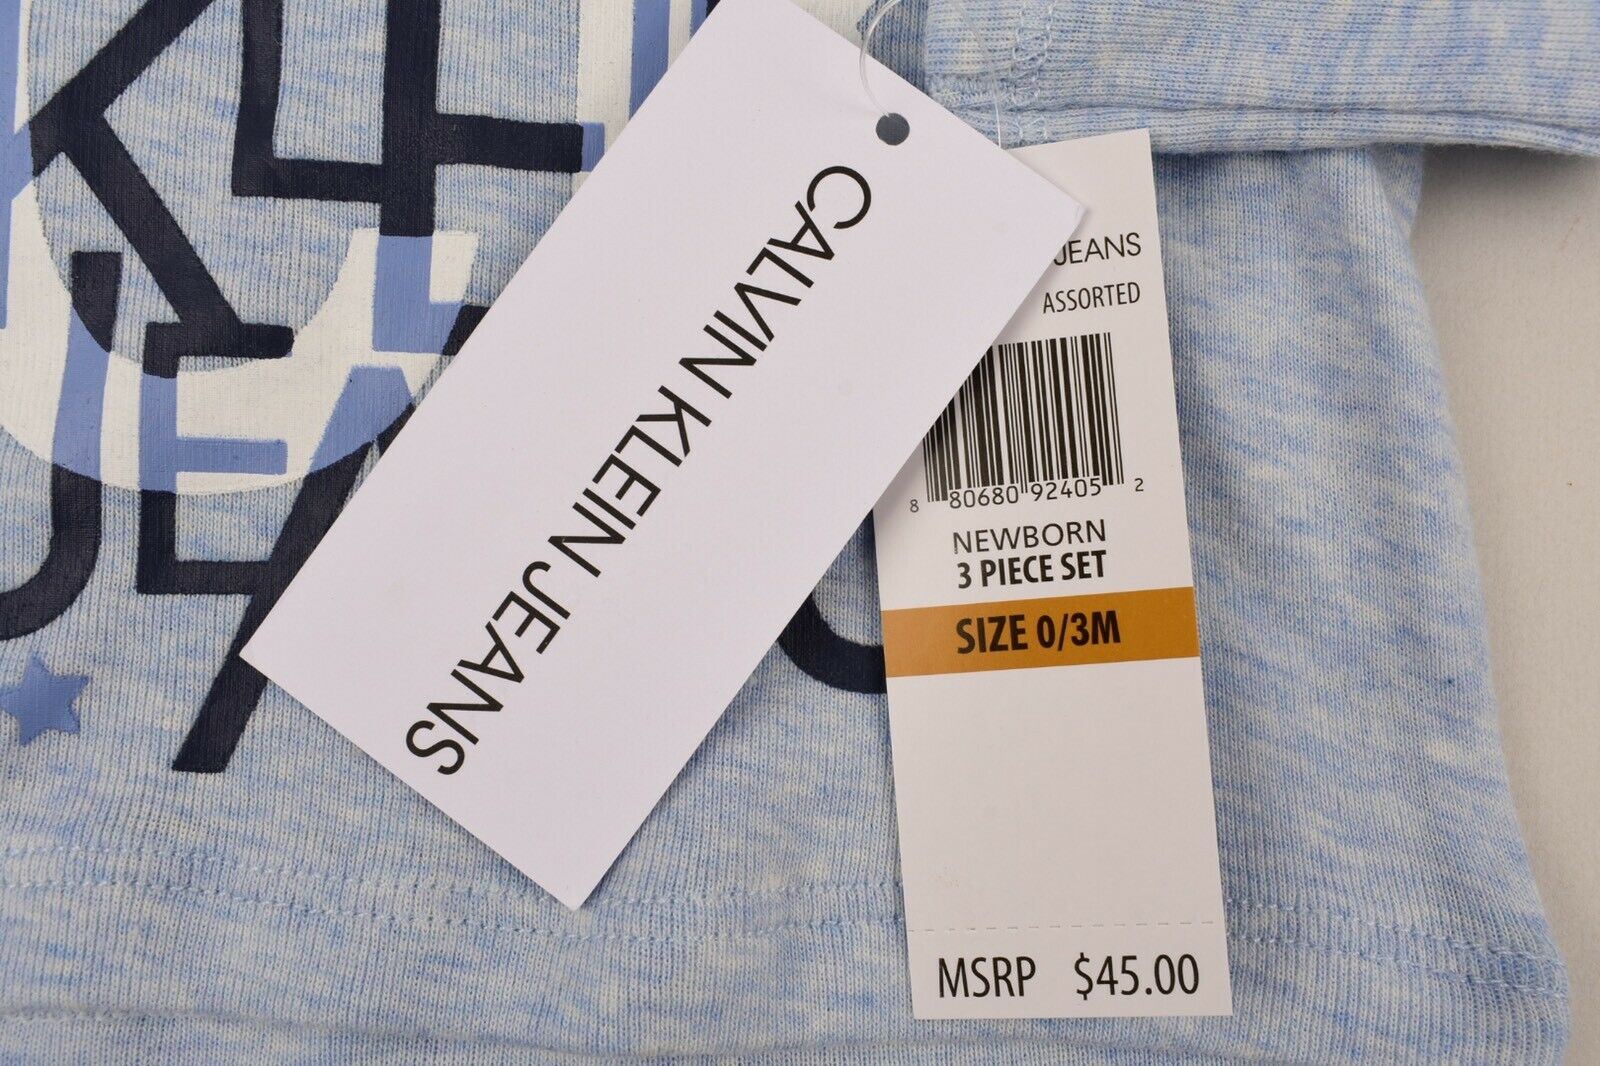 CALVIN KLEIN JEANS
JEANS
ASSORTED
8 80680 92405 2
NEWBORN
3 PIECE SET
SIZE 0/3M
MSRP $45.00